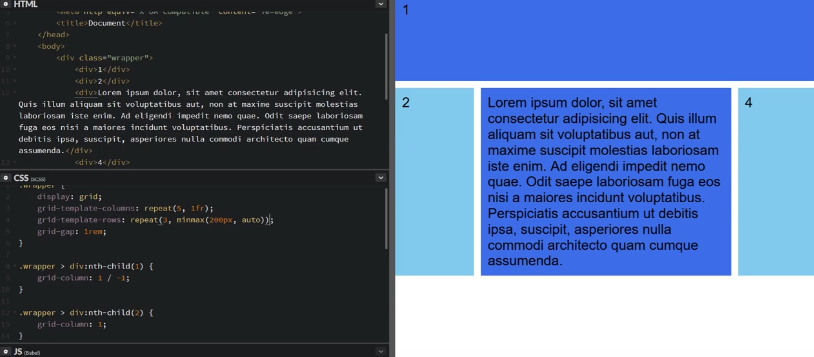 HTML
<title>Document</title>
</head>
<body>
<div class="wrapper">
<div>1</div>
<div>2</div>
<div>Lorem ipsum dolor, sit amet consectetur adipisicing elit.
Quis illum aliquam sit voluptatibus aut, non at maxime suscipit molestias
laboriosam iste enim. Ad eligendi impedit nemo quae. Odit saepe laboriosam
fuga eos nisi a maiores incidunt voluptatibus. Perspiciatis accusantium ut
debitis ipsa, suscipit, asperiores nulla commodi architecto quam cumque
assumenda.</div>
<div>4</div>
CSS (SCSS)
.wrapper {
display: grid;
grid-template-columns: repeat(5, 1fr);
grid-template-rows: repeat(3, minmax(200px, auto));
grid-gap: 1rem;
}
.wrapper > div:nth-child(1) {
grid-column: 1 / -1;
}
.wrapper > div:nth-child(2) {
grid-column: 1;
}
JS (Babel)
1
2
Lorem ipsum dolor, sit amet
consectetur adipisicing elit. Quis illum
aliquam sit voluptatibus aut, non at
maxime suscipit molestias laboriosam
iste enim. Ad eligendi impedit nemo
quae. Odit saepe laboriosam fuga eos
nisi a maiores incidunt voluptatibus.
Perspiciatis accusantium ut debitis
ipsa, suscipit, asperiores nulla
commodi architecto quam cumque
assumenda.
4